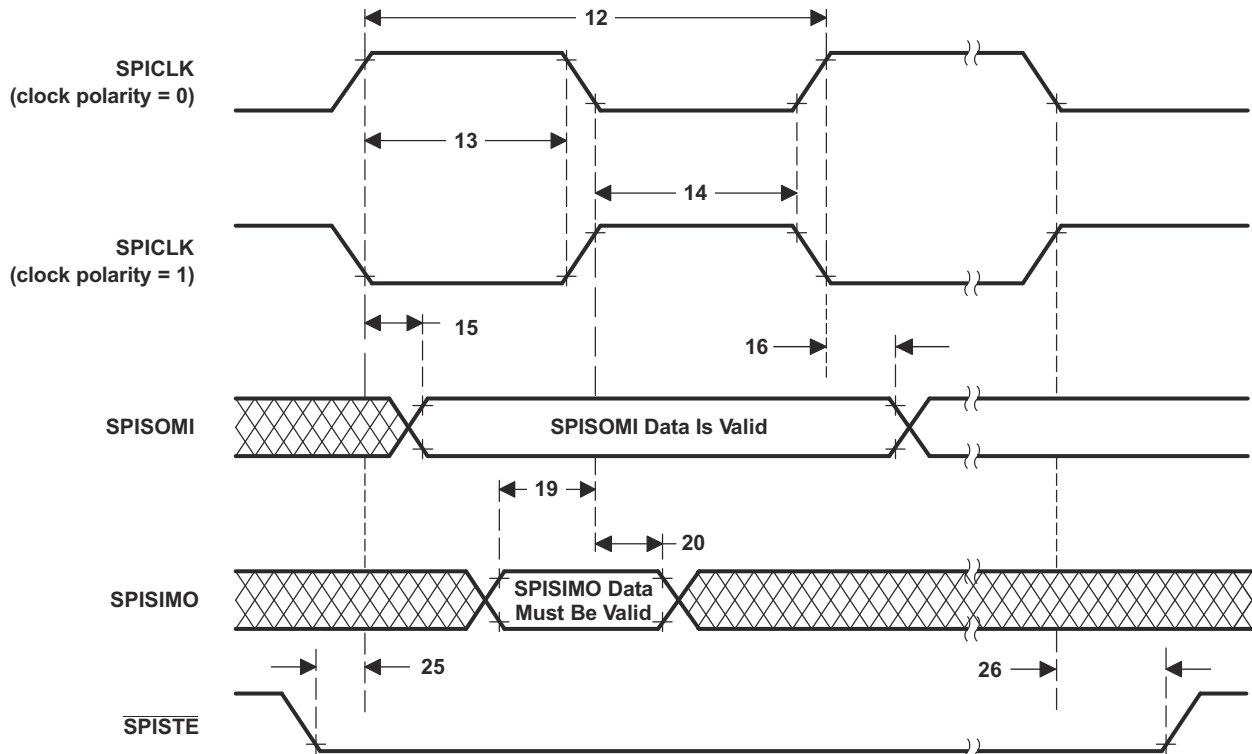 12
SPICLK
(clock polarity = 0)
13
14
SPICLK
(clock polarity = 1)
15
16
SPISOMI
SPISOMI Data Is Valid
19
20
SPISIMO
SPISIMO Data
Must Be Valid
25
26
SPISTE